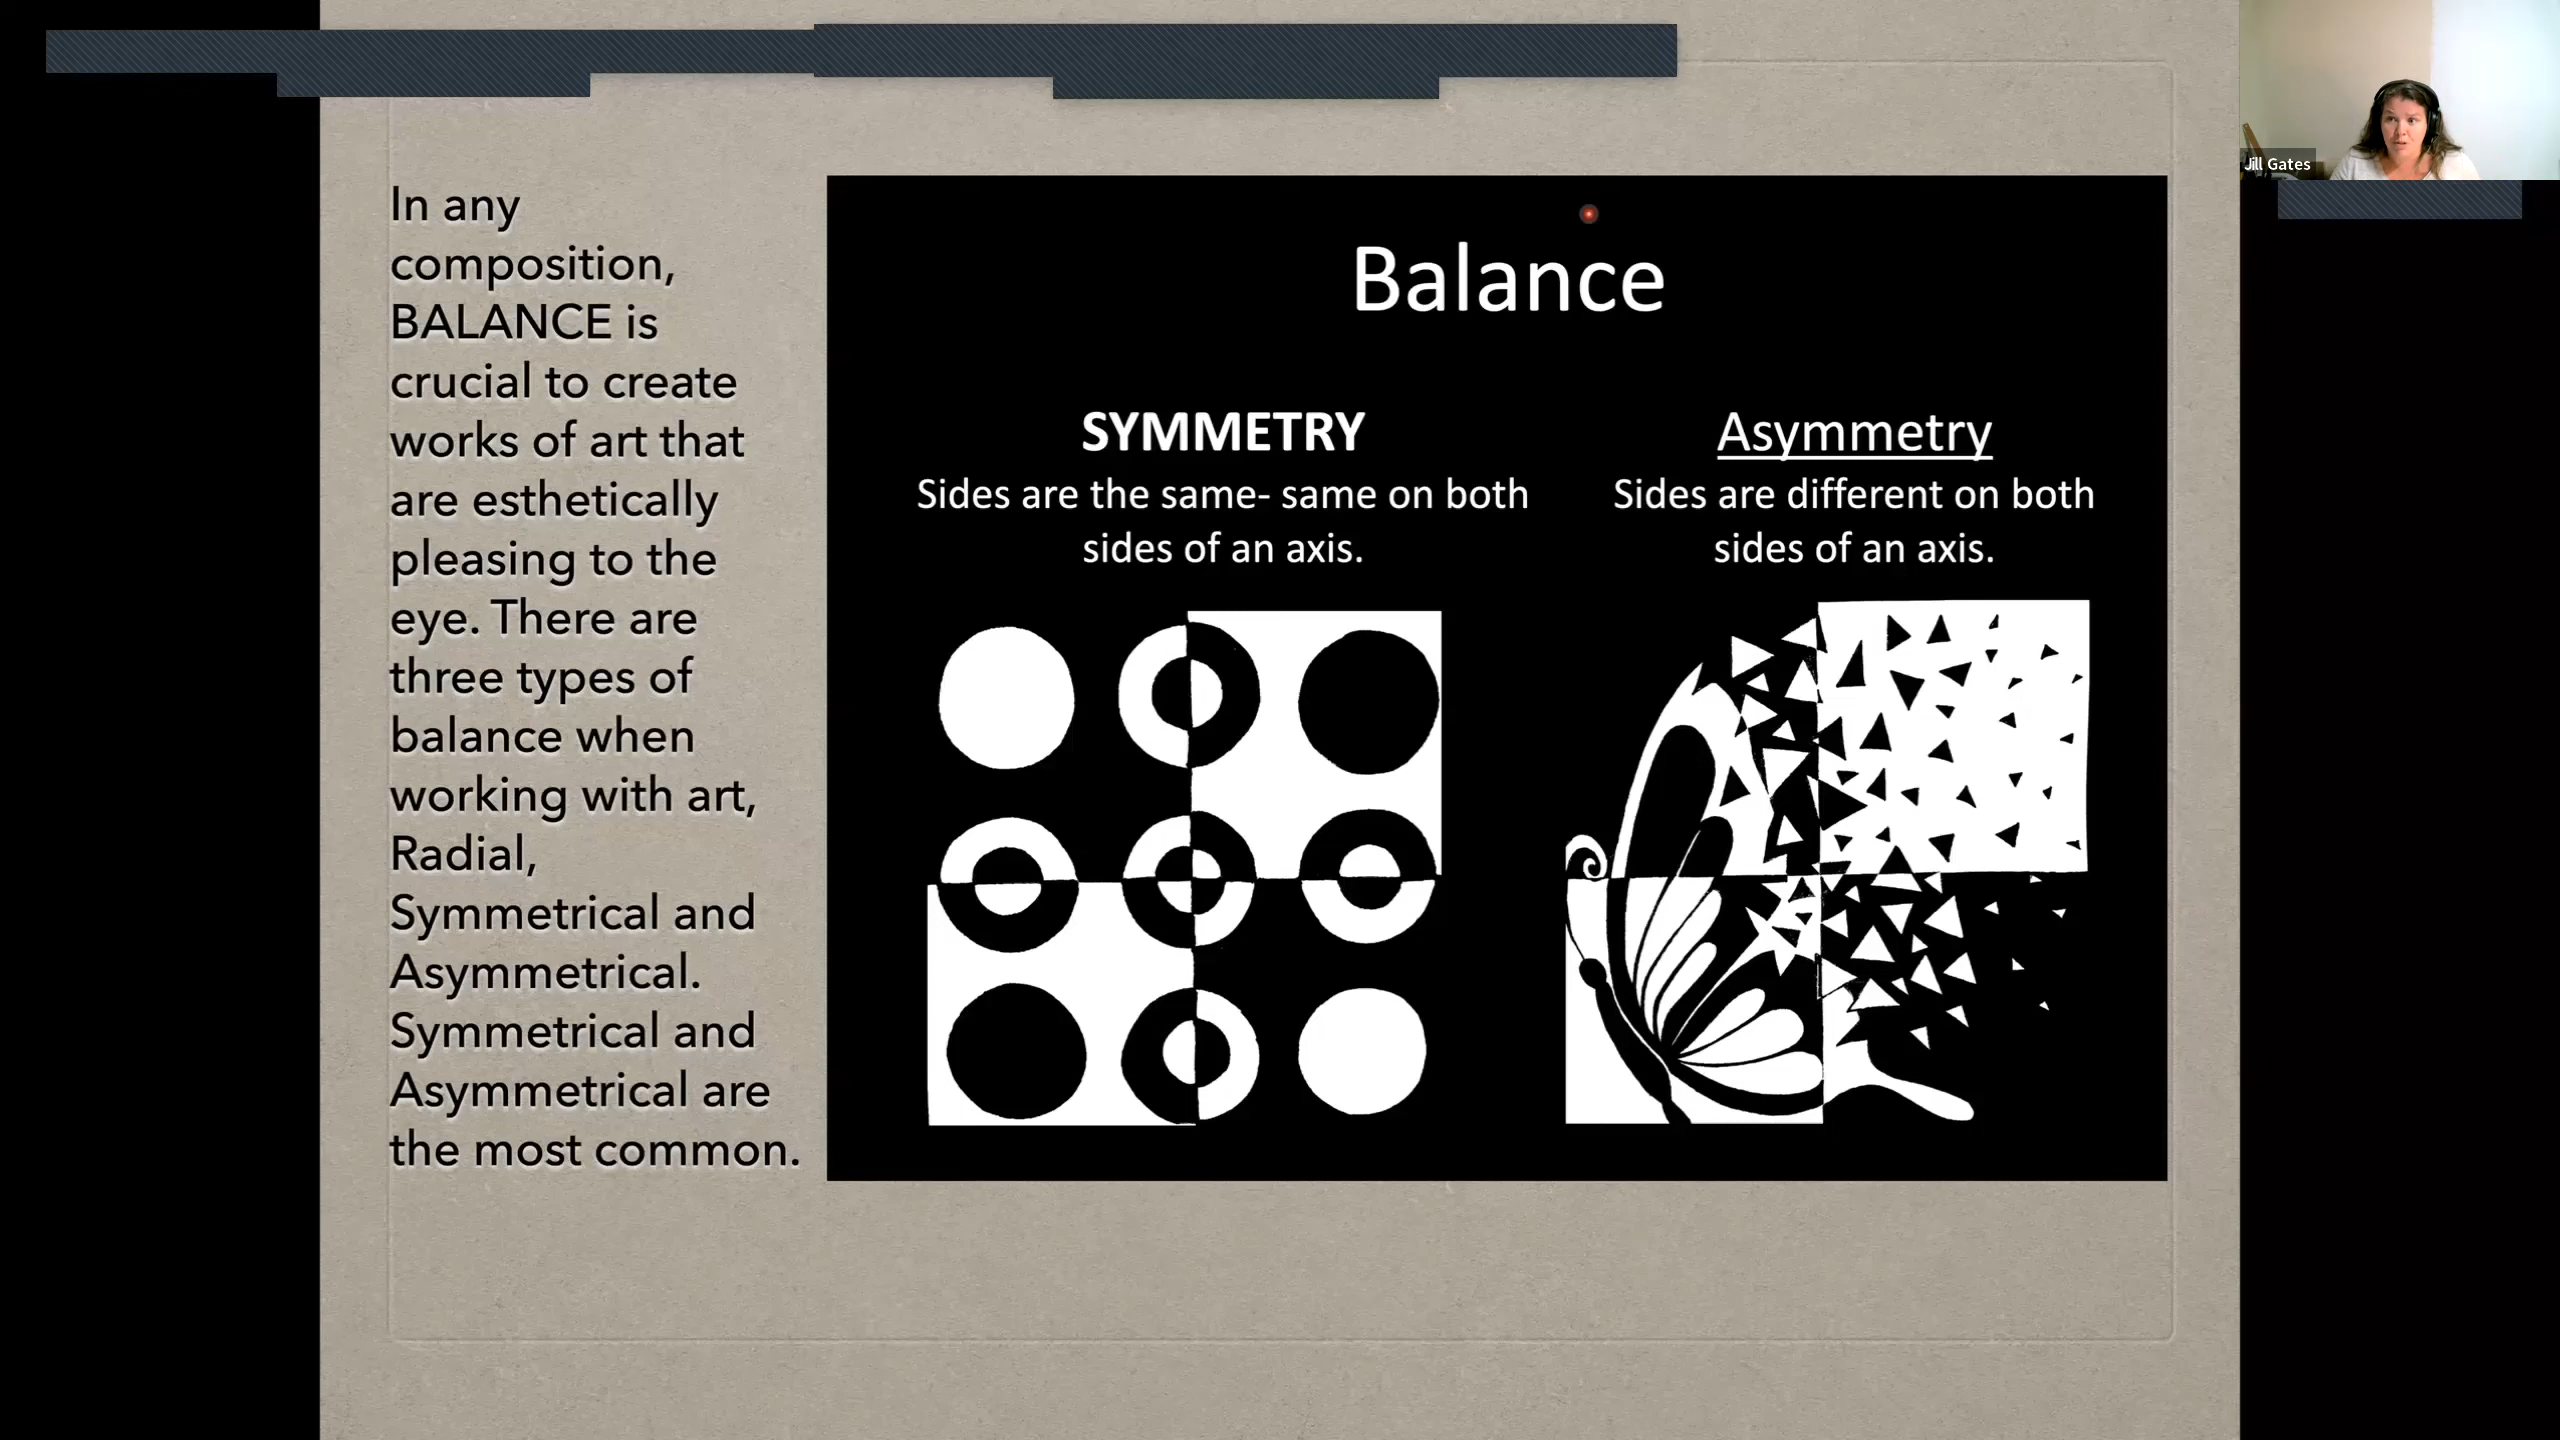 In any
composition,
BALANCE is
crucial to create
works of art that
are esthetically
pleasing to the
eye. There are
three types of
balance when
working with art,
Radial,
Symmetrical and
Asymmetrical.
Symmetrical and
Asymmetrical are
the most common.
Balance
SYMMETRY
Sides are the same- same on both
sides of an axis.
Asymmetry
Sides are different on both
sides of an axis.
Jill Gates